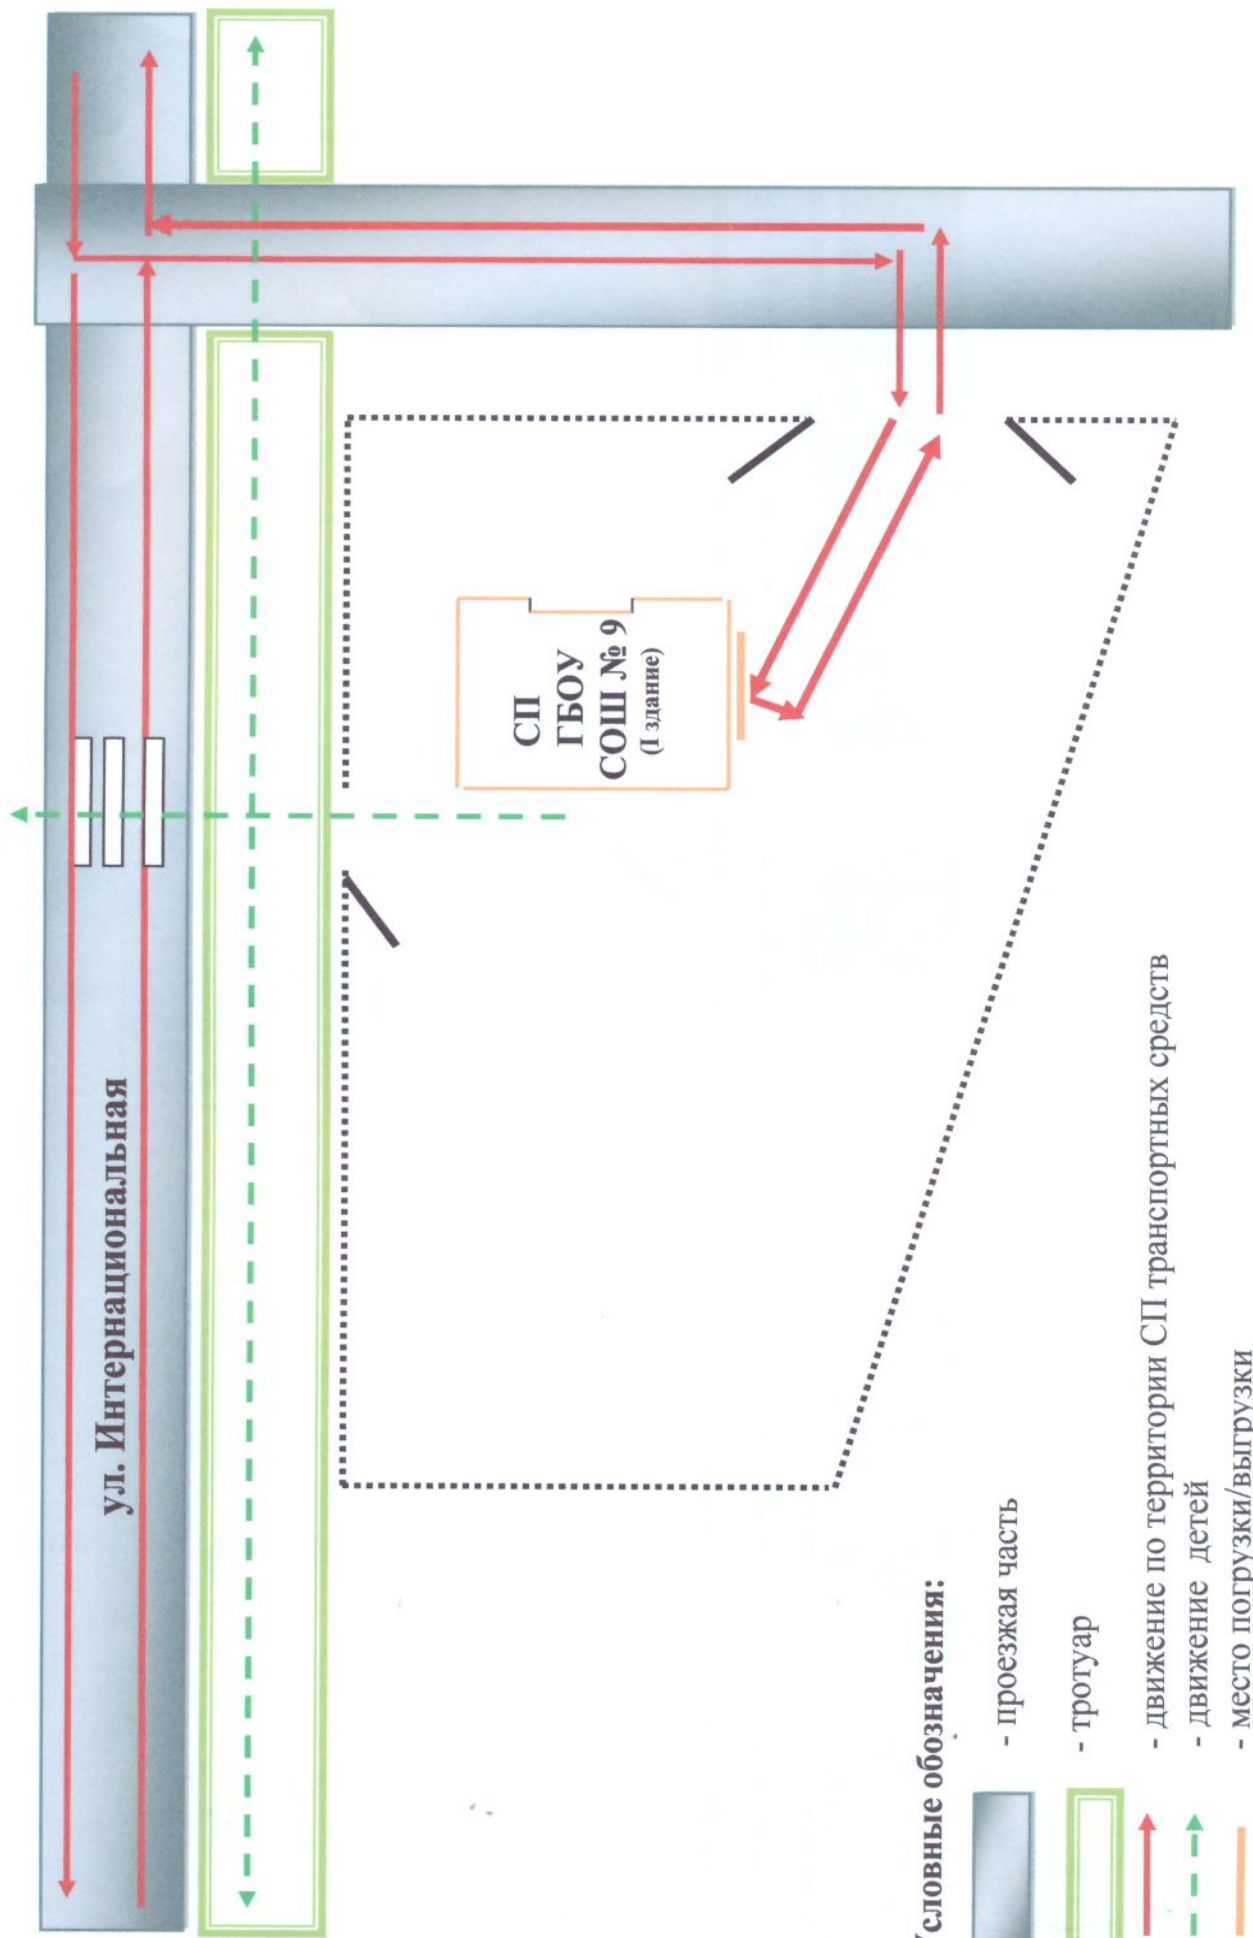 ул. Интернациональная
СП
ГБОУ
СОШ № 9
(I здание)
Условные обозначения:
- проезжая часть
- тротуар
- движение по территории СП транспортных средств
- движение детей
- место погрузки/выгрузки